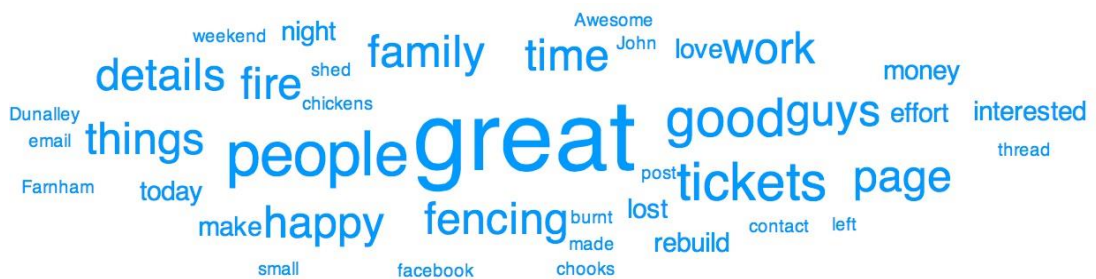 Awesome
weekend night family time John love work
details fire shed money
chickens
Dunalley great good guys effort interested
email things people thread
Farnham today post tickets page
make happy fencing burnt lost contact left
made rebuild
small facebook chooks